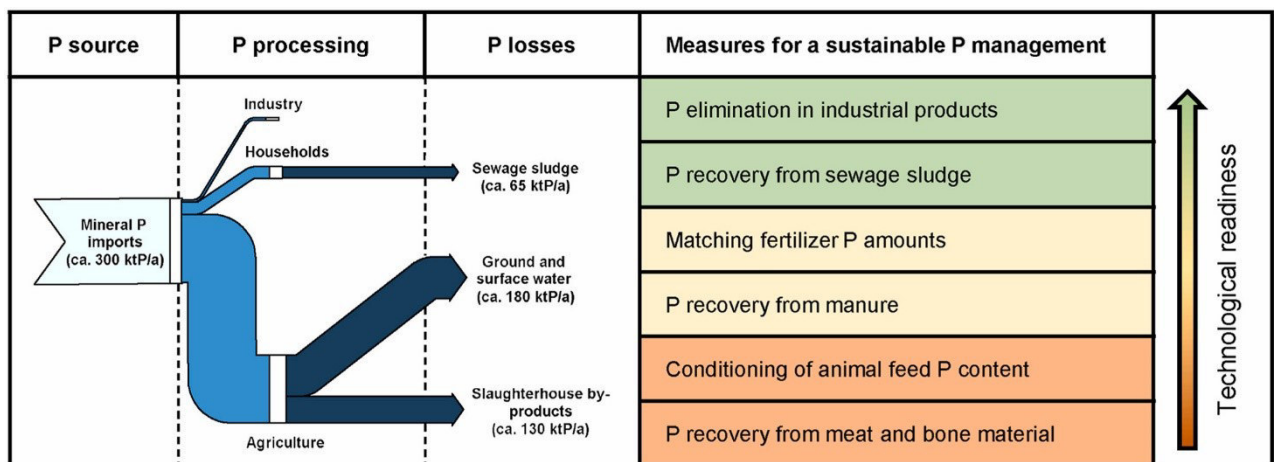 P source
P processing
P losses
Measures for a sustainable P management
Industry
Households
Mineral P
imports
(ca. 300 ktP/a)
Agriculture
Sewage sludge
(ca. 65 ktP/a)
Ground and
surface water
(ca. 180 ktP/a)
Slaughterhouse by-
products
(ca. 130 ktP/a)
P elimination in industrial products
P recovery from sewage sludge
Matching fertilizer P amounts
P recovery from manure
Conditioning of animal feed P content
P recovery from meat and bone material
Technological readiness